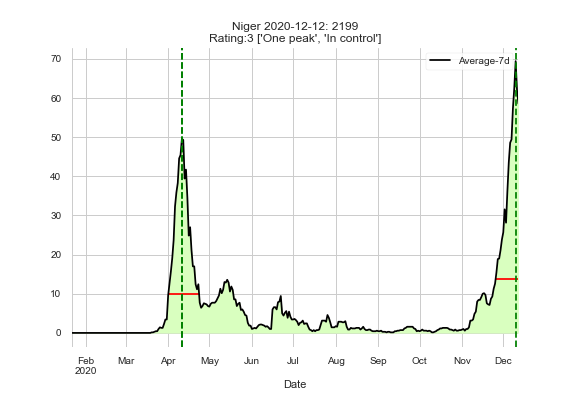 Niger 2020-12-12: 2199
Rating:3 ['One peak', 'In control']
Average-7d
70
60
50
40
30
20
10
0
Feb Mar Apr May Jun Jul Aug Sep Oct Nov Dec
2020
Date